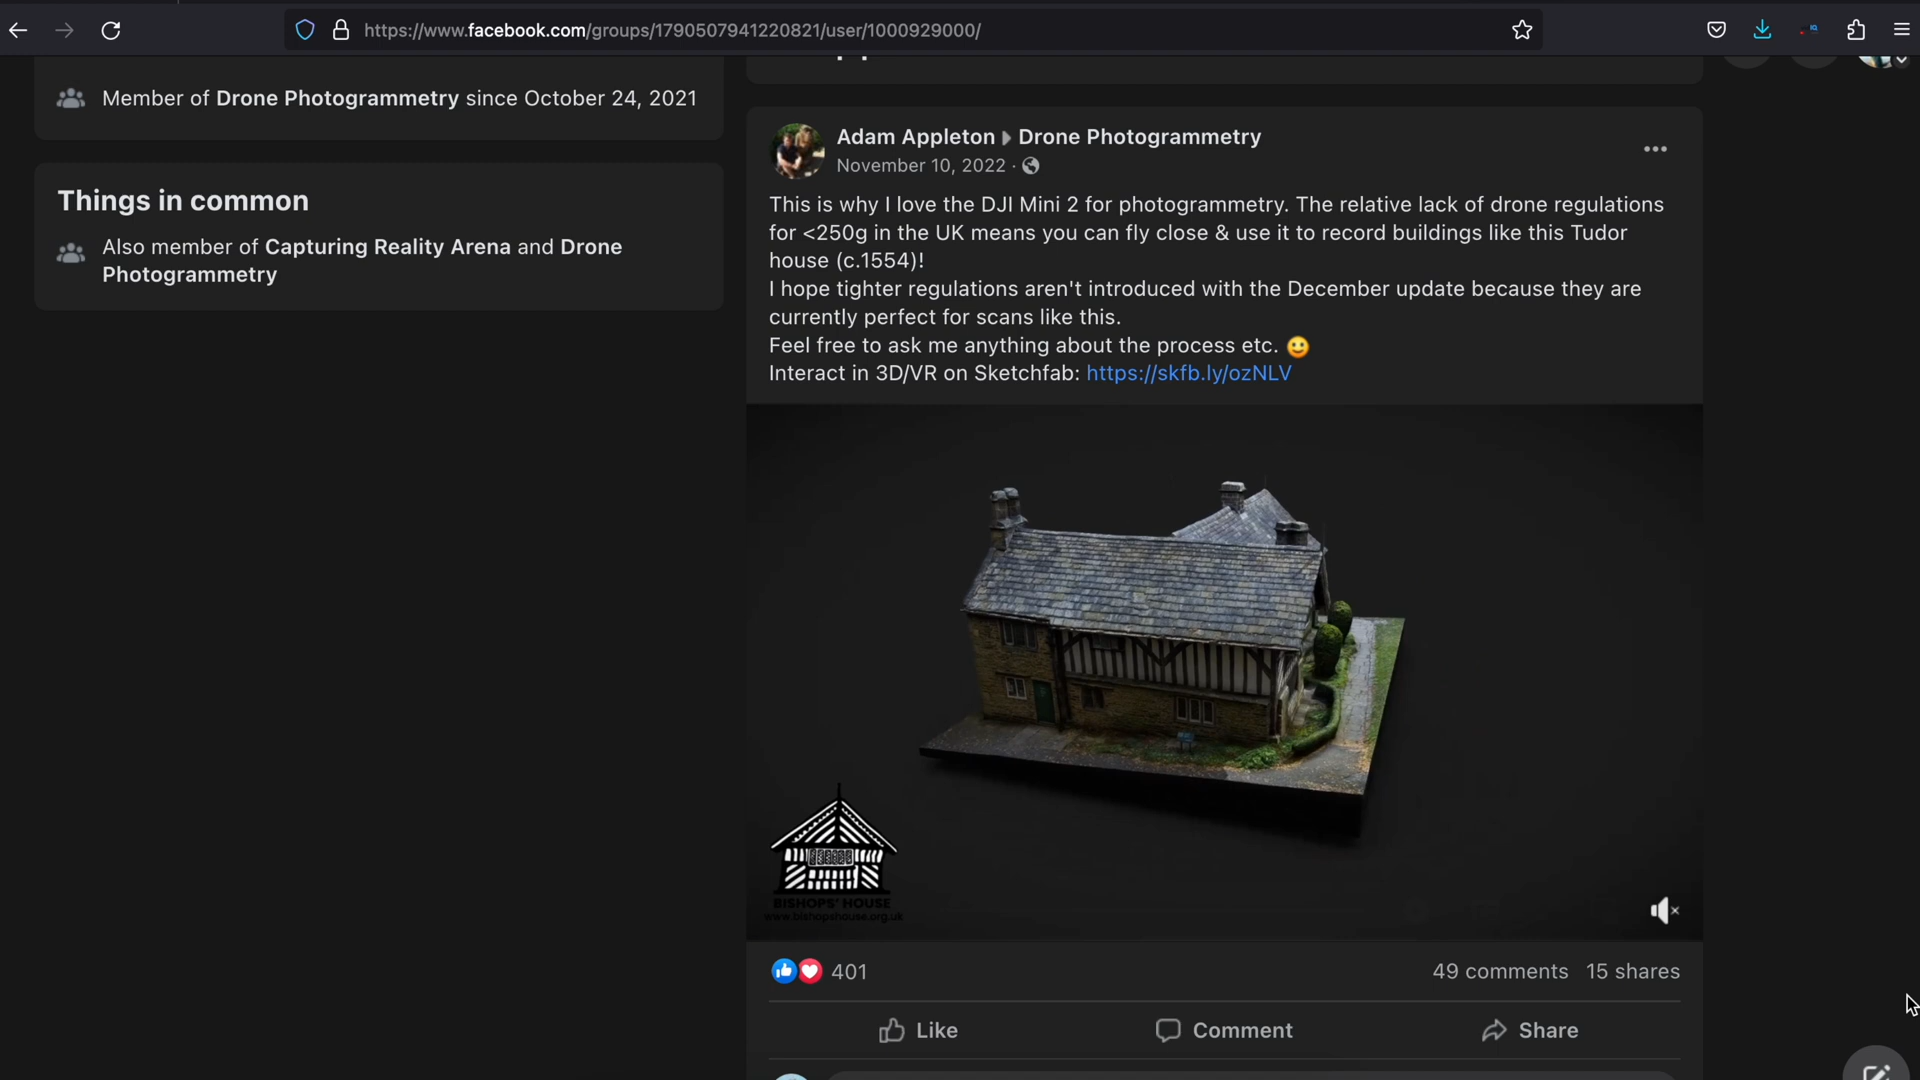 https://www.facebook.com/groups/1790507941220821/user/1000929000/
Member of Drone Photogrammetry since October 24, 2021
Things in common
Also member of Capturing Reality Arena and Drone
Photogrammetry
Adam Appleton Drone Photogrammetry
November 10, 2022 ·
This is why I love the DJI Mini 2 for photogrammetry. The relative lack of drone regulations
for <250g in the UK means you can fly close & use it to record buildings like this Tudor
house (c.1554)!
I hope tighter regulations aren't introduced with the December update because they are
currently perfect for scans like this.
Feel free to ask me anything about the process etc. 🙂
Interact in 3D/VR on Sketchfab: https://skfb.ly/ozNLV
BISHOPS' HOUSE
www.bishopshouse.org.uk
401
49 comments 15 shares
Like Comment Share